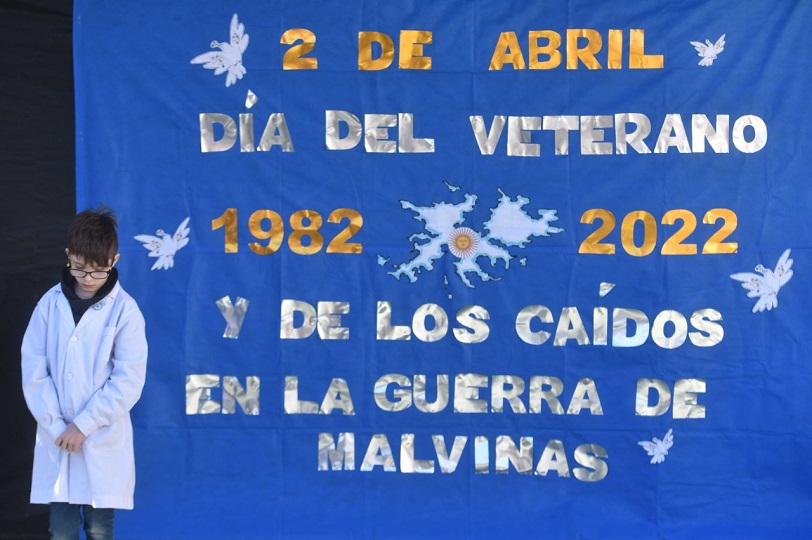 2 DE ABRIL
DÍA DEL VETERANO
1982 2022
Y DE LOS CAÍDOS
EN LA GUERRA DE
MALVINAS